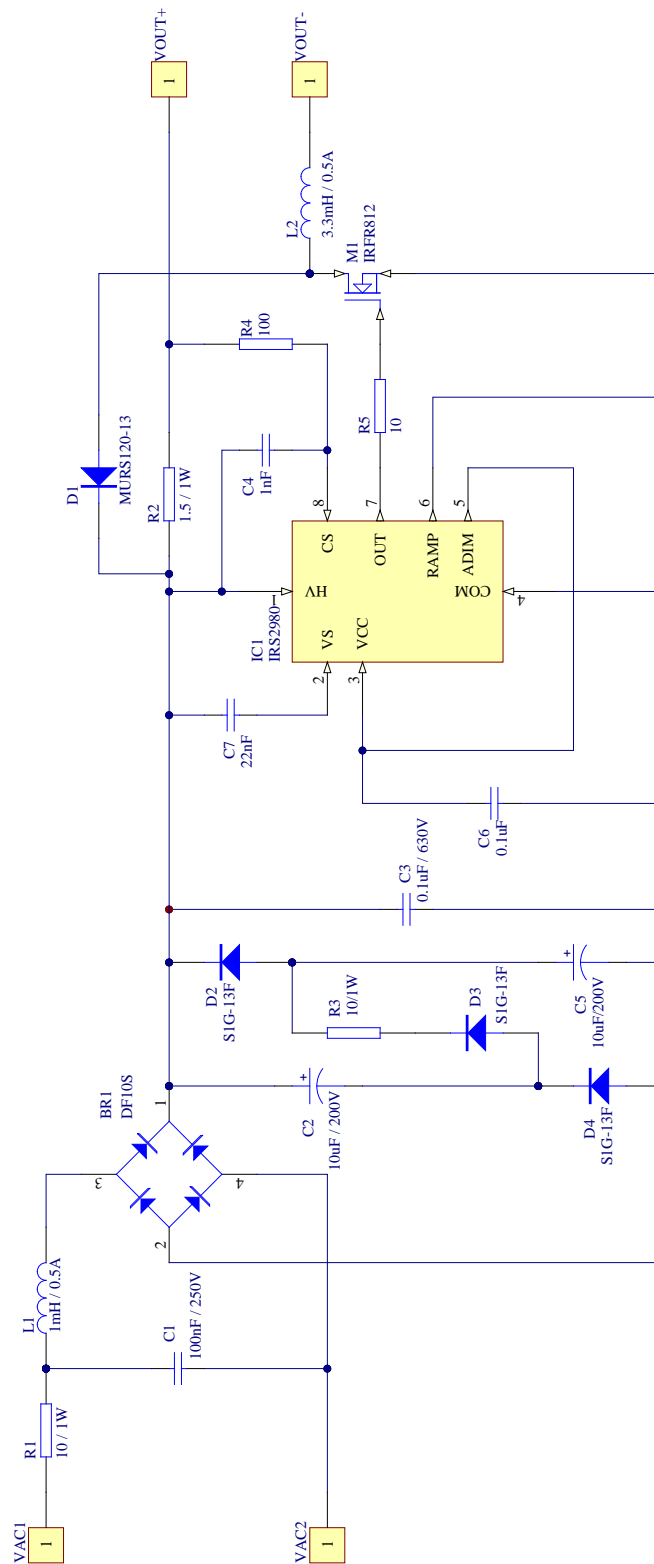 VAC1
1
R1
10 / 1W
L1
1mH / 0.5A
C1
100nF / 250V
VAC2
1
BR1
DF10S
1
2
3
4
C2
10uF / 200V
+
D2
S1G-13F
R3
10/1W
D3
S1G-13F
D4
S1G-13F
C5
10uF/200V
+
C3
0.1uF / 630V
C6
0.1uF
C7
22nF
IC1
IRS2980
HV
1
VS
2
VCC
3
COM
4
ADIM
5
RAMP
6
OUT
7
CS
8
C4
1nF
R2
1.5 / 1W
D1
MURS120-13
R4
100
R5
10
M1
IRFR812
L2
3.3mH / 0.5A
VOUT+
1
VOUT-
1